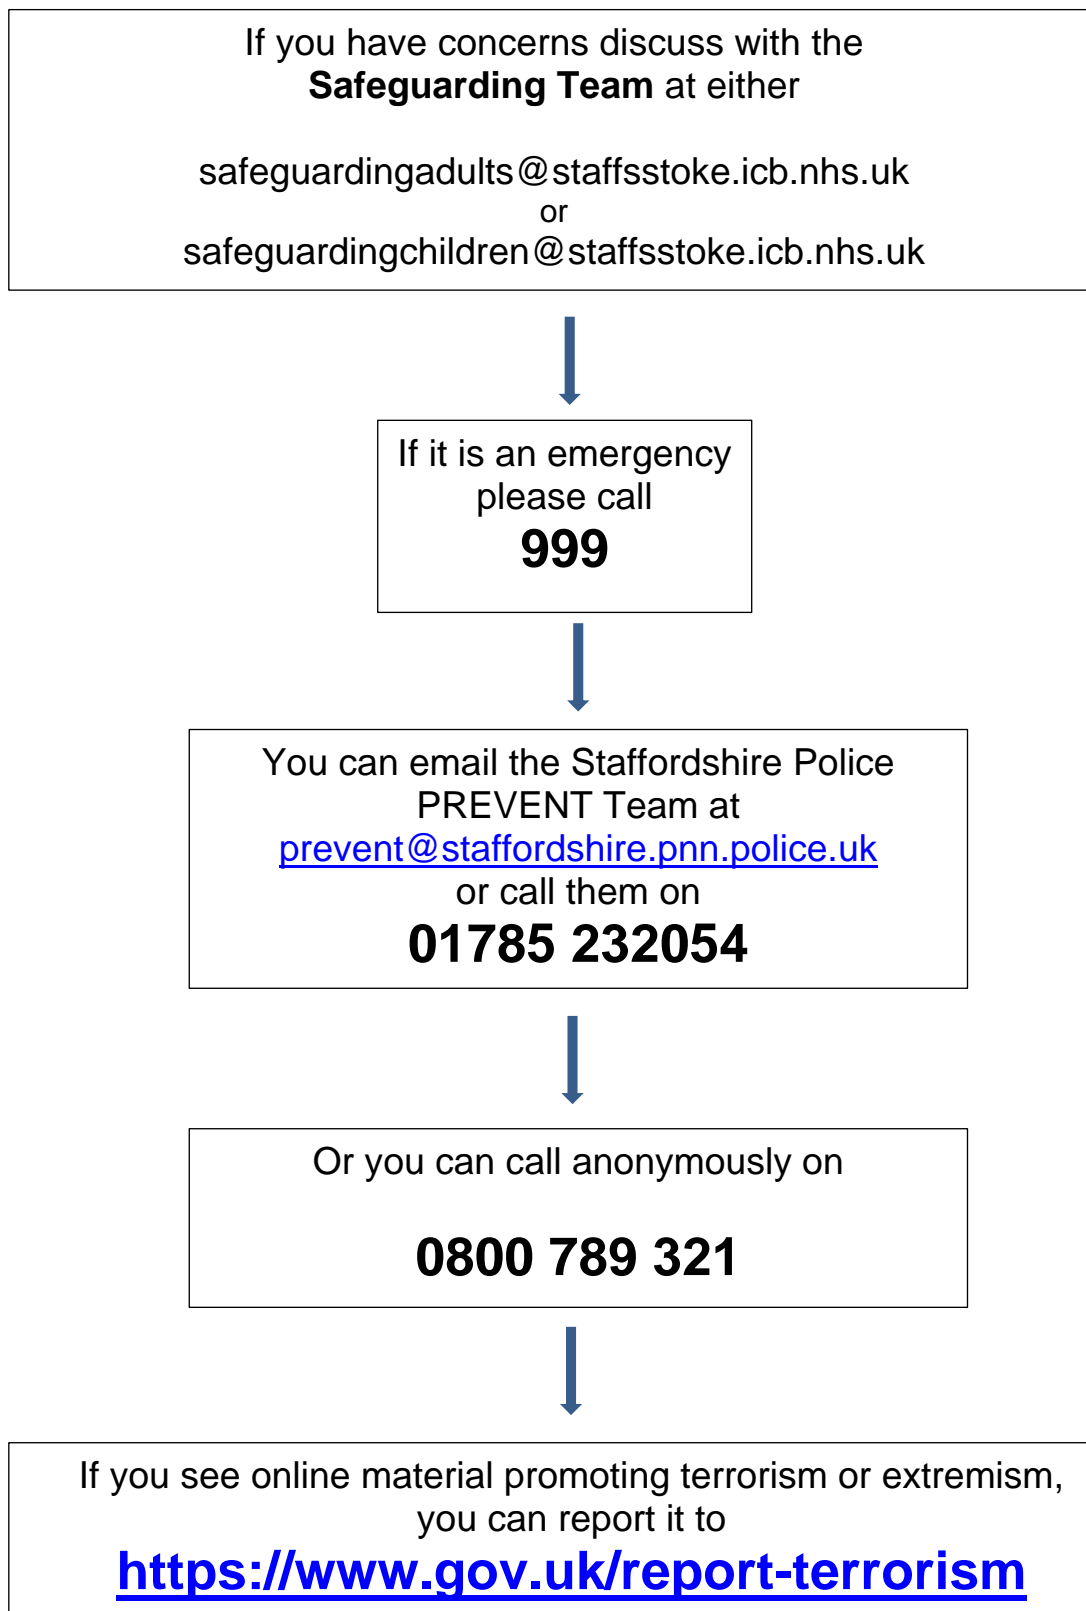 If you have concerns discuss with the
Safeguarding Team at either
safeguardingadults@staffsstoke.icb.nhs.uk
or
safeguardingchildren@staffsstoke.icb.nhs.uk
If it is an emergency
please call
999
You can email the Staffordshire Police
PREVENT Team at
prevent@staffordshire.pnn.police.uk
or call them on
01785 232054
Or you can call anonymously on
0800 789 321
If you see online material promoting terrorism or extremism,
you can report it to
https://www.gov.uk/report-terrorism